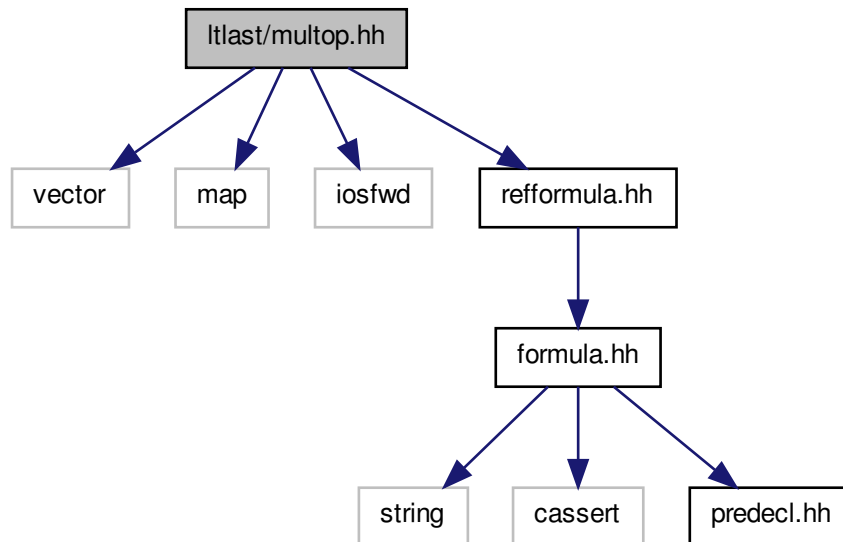 ltlast/multop.hh
vector
map
iosfwd
refformula.hh
formula.hh
string
cassert
predecl.hh